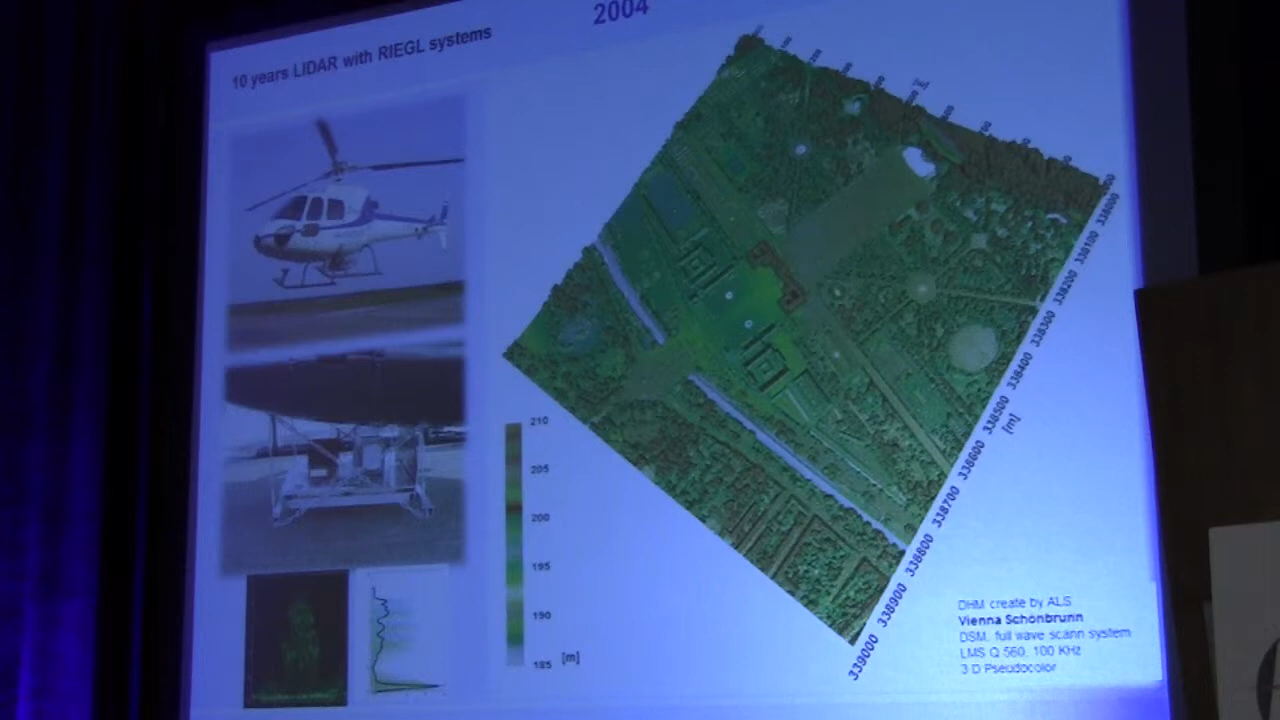 2004
10 years LIDAR with RIEGL systems
338000
338100
338200
338300
338400
338500
[m]
338600
338700
338800
338900
339000
210
205
200
195
190
185
[m]
DHM create by ALS
Vienna Schönbrunn
DSM, full wave scann system
LMS Q 560, 100 KHz
3 D Pseudocolor